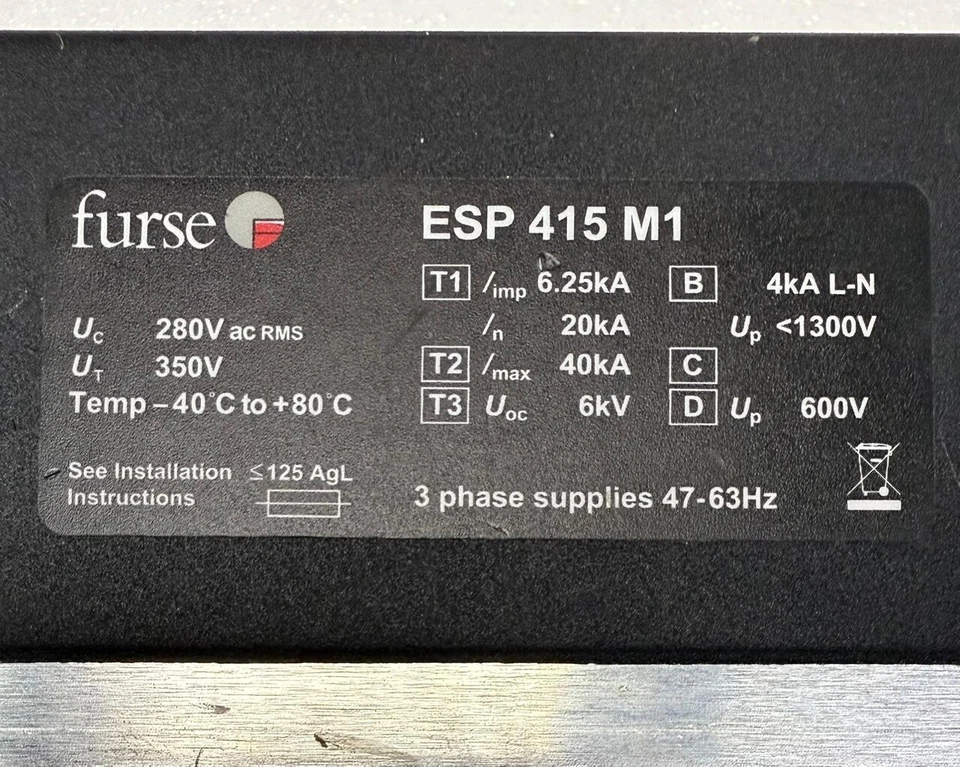 furse
ESP 415 M1
T1 Iimp 6.25kA B 4kA L-N
Uc 280V ac RMS In 20kA Up <1300V
UT 350V T2 Imax 40kA C
Temp –40°C to +80°C T3 Uoc 6kV D Up 600V
See Installation ≤125 AgL
Instructions
3 phase supplies 47-63Hz